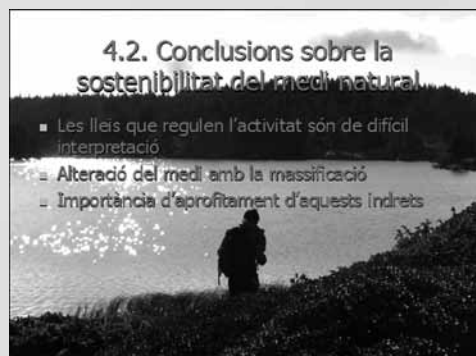 4.2. Conclusions sobre la
sostenibilitat del medi natural
Les lleis que regulen l'activitat són de difícil
interpretació
Alteració del medi amb la massificació
Importància d'aprofitament d'aquests indrets